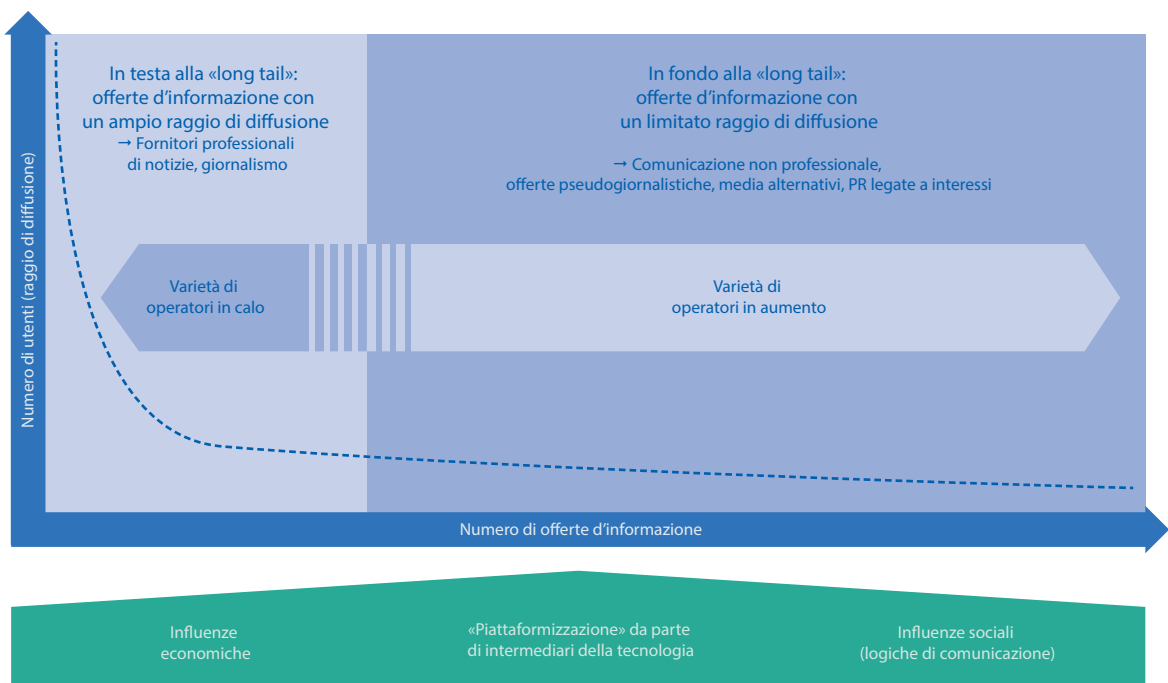 In testa alla «long tail»:
offerte d'informazione con
un ampio raggio di diffusione
→ Fornitori professionali
di notizie, giornalismo
In fondo alla «long tail»:
offerte d'informazione con
un limitato raggio di diffusione
→ Comunicazione non professionale,
offerte pseudogiornalistiche, media alternativi, PR legate a interessi
Numero di utenti (raggio di diffusione)
Varietà di
operatori in calo
Varietà di
operatori in aumento
Numero di offerte d'informazione
Influenze
economiche
«Piattaformizzazione» da parte
di intermediari della tecnologia
Influenze sociali
(logiche di comunicazione)